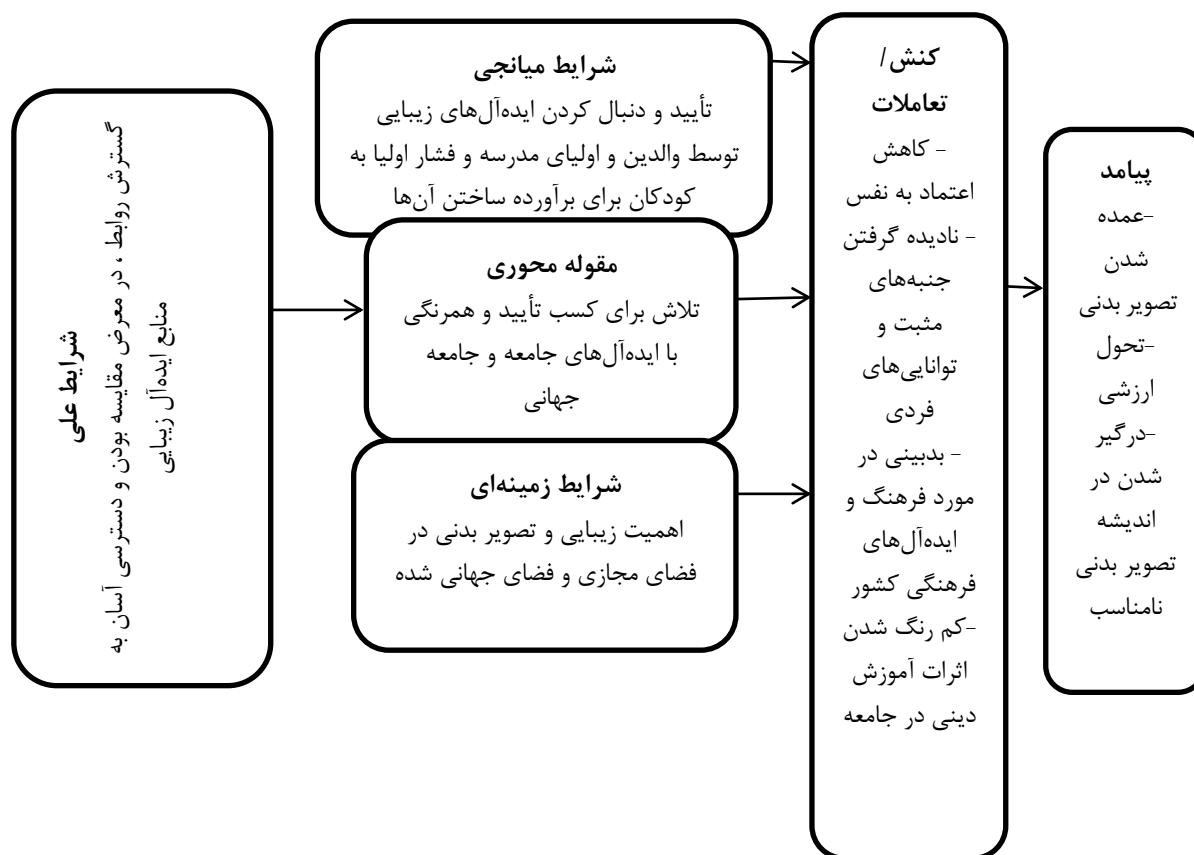 شرایط علی
گسترش روابط ، در معرض مقایسه بودن و دسترسی آسان به
منابع ایده‌آل زیبایی
شرایط میانجی
تأیید و دنبال کردن ایده‌آل‌های زیبایی
توسط والدین و اولیای مدرسه و فشار اولیا به
کودکان برای برآورده ساختن آن‌ها
مقوله محوری
تلاش برای کسب تأیید و همرنگی
با ایده‌آل‌های جامعه و جامعه
جهانی
شرایط زمینه‌ای
اهمیت زیبایی و تصویر بدنی در
فضای مجازی و فضای جهانی شده
کنش/
تعاملات
- کاهش
اعتماد به نفس
- نادیده گرفتن
جنبه‌های
مثبت و
توانایی‌های
فردی
- بدبینی در
مورد فرهنگ و
ایده‌آل‌های
فرهنگی کشور
-کم رنگ شدن
اثرات آموزش
دینی در جامعه
پیامد
-عمده
شدن
تصویر بدنی
-تحول
ارزشی
-درگیر
شدن در
اندیشه
تصویر بدنی
نامناسب